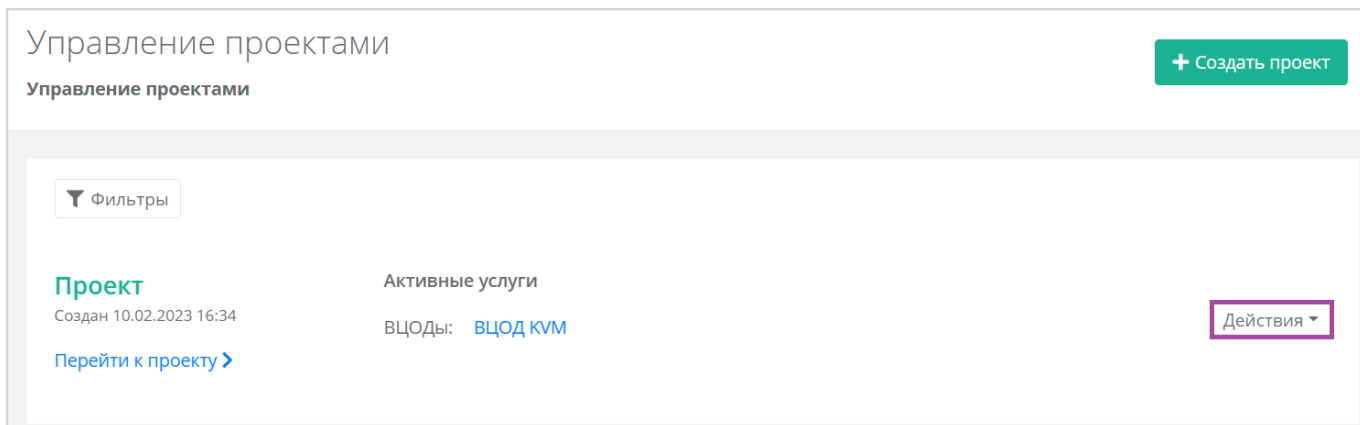 Управление проектами
Создать проект
Управление проектами
Фильтры
Проект
Активные услуги
Создан 10.02.2023 16:34
ВЦОДы: ВЦОД KVM
Действия
Перейти к проекту